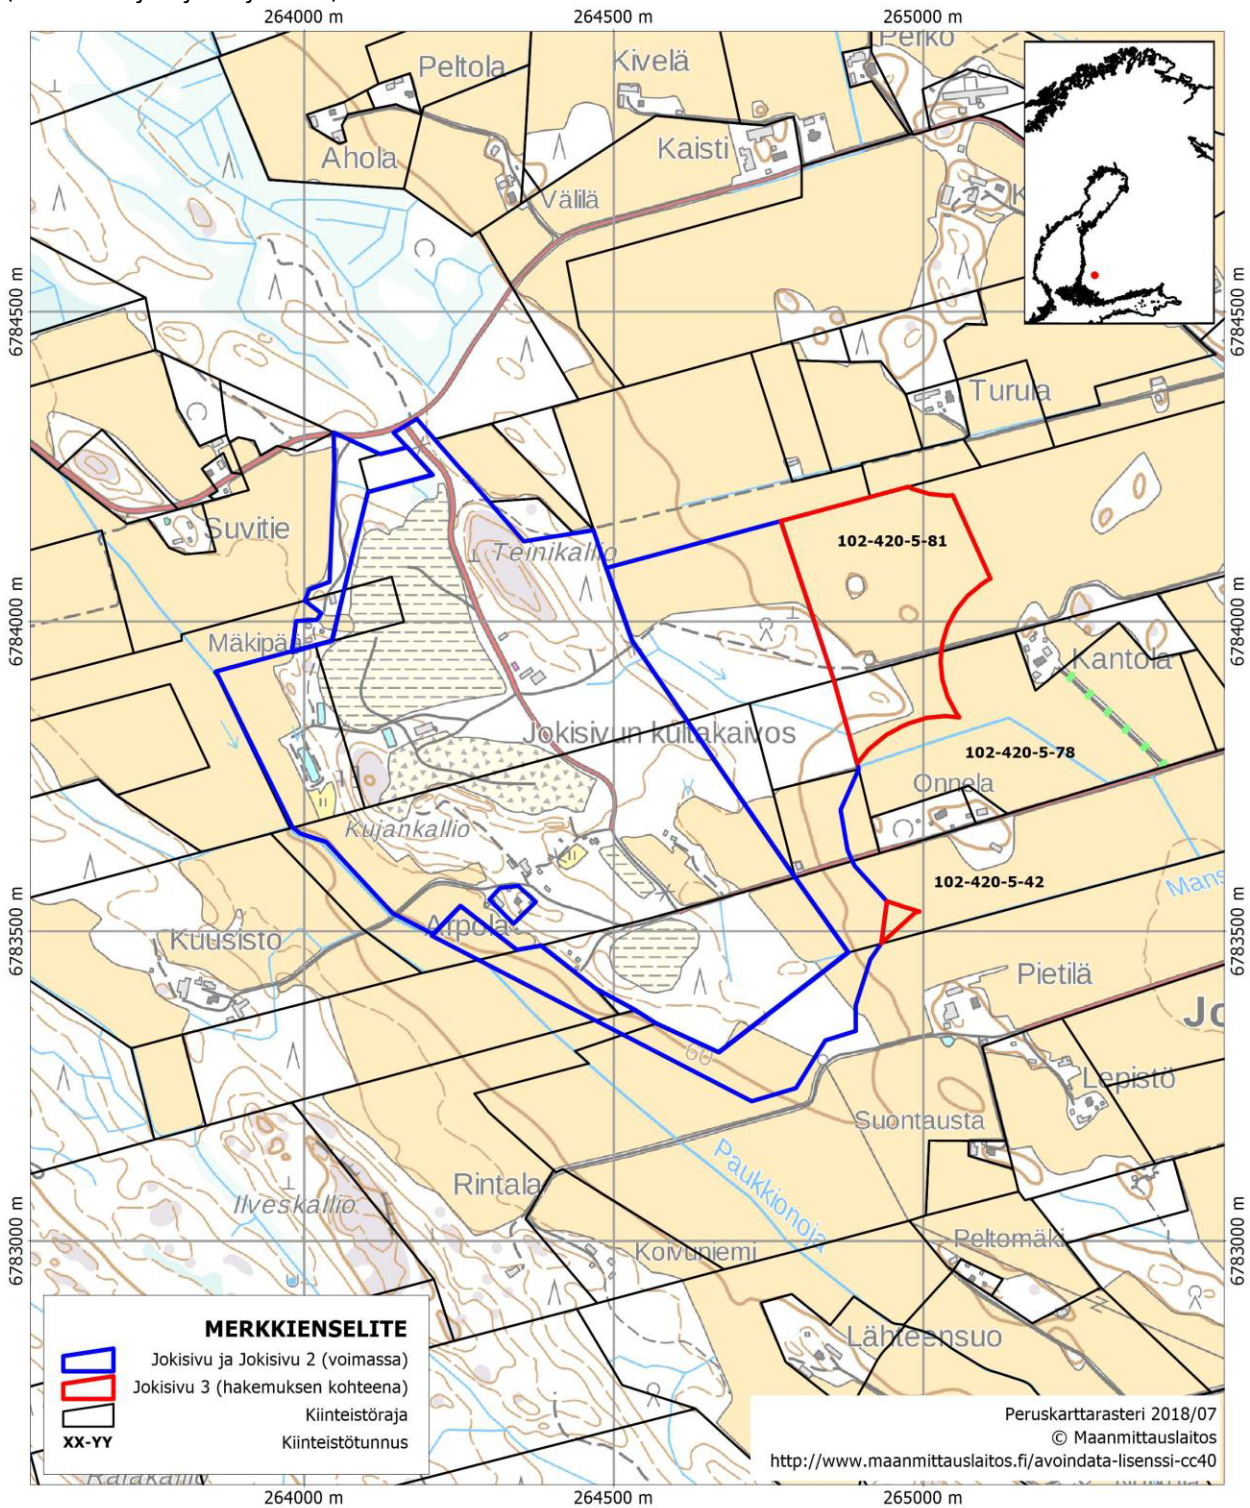 264000 m
264500 m
265000 m
Perko
Peltola
Kivelä
Kaisti
Ahola
Välilä
6784500 m
6784500 m
Turula
Suvitie
Teinikallio
102-420-5-81
6784000 m
6784000 m
Mäkipää
Kantola
Jokisivun kultakaivos
102-420-5-78
Onnela
Kujankallio
102-420-5-42
Mans
Arpola
6783500 m
6783500 m
Kuusisto
Pietilä
Jo
60
Lepistö
Suontausta
Paukkionoja
Rintala
Ilveskallio
Koivuniemi
Peltomäki
6783000 m
6783000 m
Lähteensuo
MERKKIENSELITE
Jokisivu ja Jokisivu 2 (voimassa)
Jokisivu 3 (hakemuksen kohteena)
Kiinteistöraja
XX-YY Kiinteistötunnus
Peruskarttarasteri 2018/07
© Maanmittauslaitos
http://www.maanmittauslaitos.fi/avoindata-lisenssi-cc40
264000 m
264500 m
265000 m